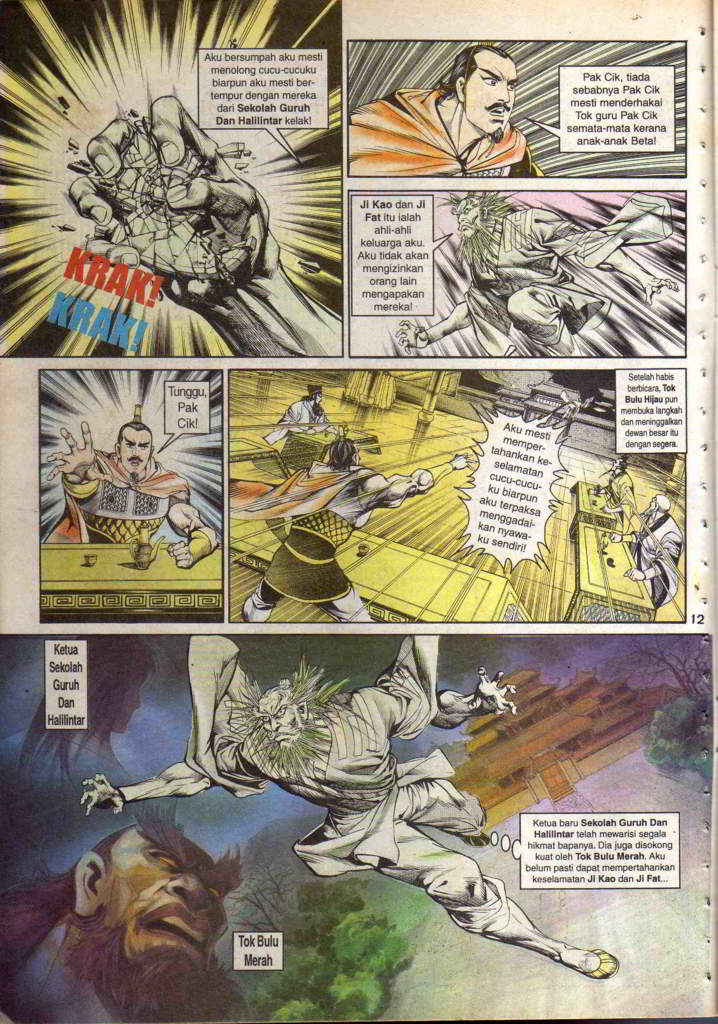 Aku bersumpah aku mesti
menolong cucu-cucuku
biarpun aku mesti ber-
tempur dengan mereka
dari Sekolah Guruh
Dan Halilintar kelak!
KRAK!
KRAK!
Pak Cik, tiada
sebabnya Pak Cik
mesti menderhakai
Tok guru Pak Cik
semata-mata kerana
anak-anak Beta!
Ji Kao dan Ji
Fat itu ialah
ahli-ahli
keluarga aku.
Aku tidak akan
mengizinkan
orang lain
mengapakan
mereka!
Tunggu,
Pak
Cik!
Setelah habis
berbicara, Tok
Bulu Hijau pun
membuka langkah
dan meninggalkan
dewan besar itu
dengan segera.
Aku mesti
memper-
tahankan ke-
selamatan
cucu-cucu-
ku biarpun
aku terpaksa
menggadai-
kan nyawa-
ku sendiri!
12
Ketua
Sekolah
Guruh
Dan
Halilintar
Ketua baru Sekolah Guruh Dan
Halilintar telah mewarisi segala
hikmat bapanya. Dia juga disokong
kuat oleh Tok Bulu Merah. Aku
belum pasti dapat mempertahankan
keselamatan Ji Kao dan Ji Fat...
Tok Bulu
Merah